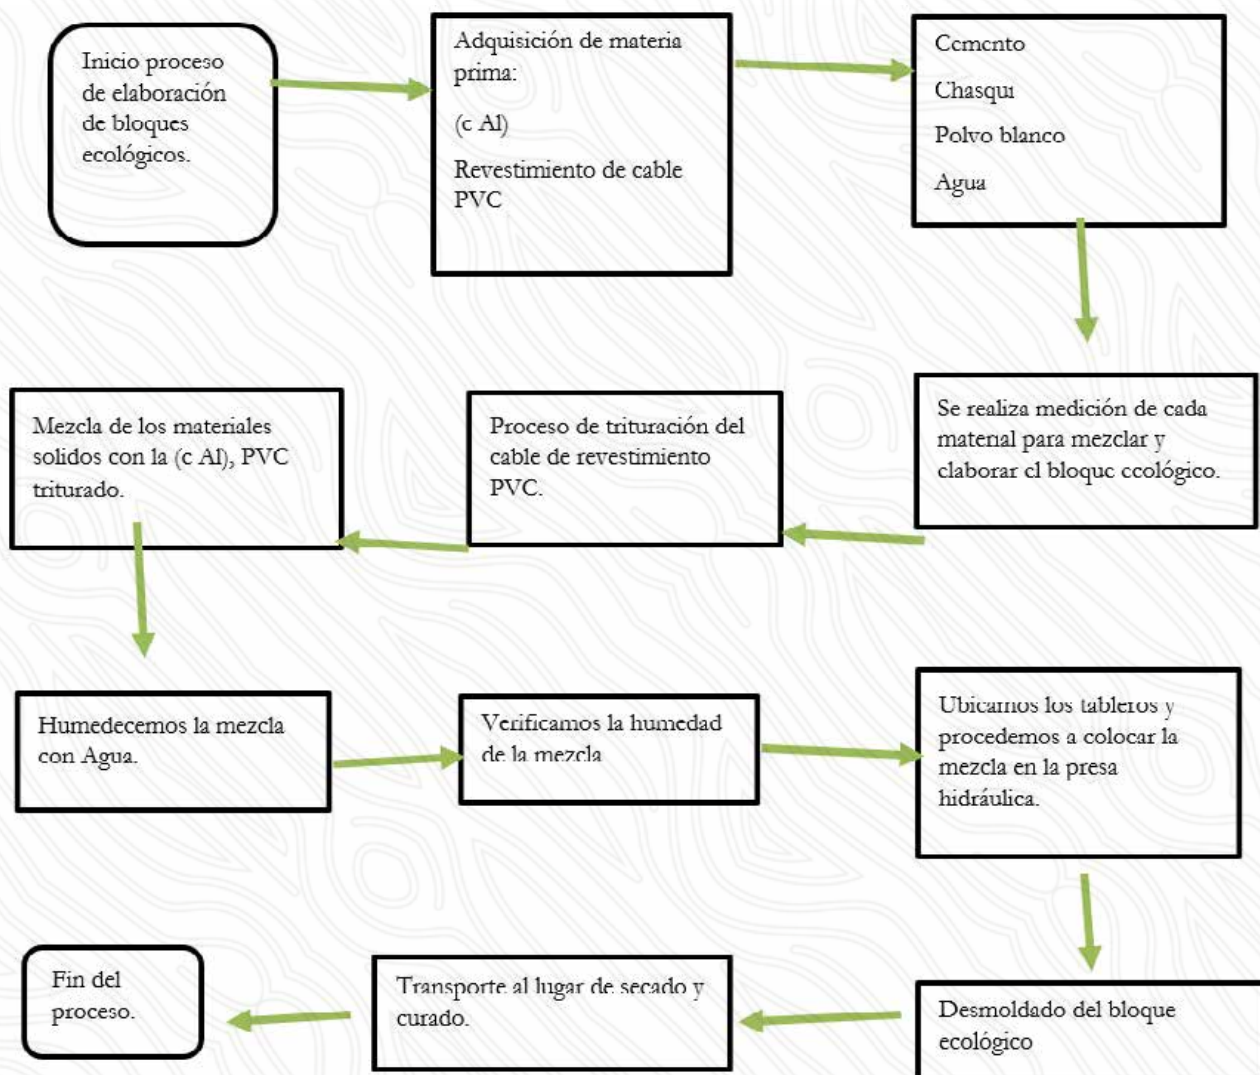 Inicio proceso
de elaboración
de bloques
ecológicos.
Adquisición de materia
prima:
(c Al)
Revestimiento de cable
PVC
Cemento
Chasqui
Polvo blanco
Agua
Se realiza medición de cada
material para mezclar y
elaborar el bloque ecológico.
Proceso de trituración del
cable de revestimiento
PVC.
Mezcla de los materiales
solidos con la (c Al), PVC
triturado.
Humedecemos la mezcla
con Agua.
Verificamos la humedad
de la mezcla
Ubicamos los tableros y
procedemos a colocar la
mezcla en la presa
hidráulica.
Desmoldado del bloque
ecológico
Transporte al lugar de secado y
curado.
Fin del
proceso.